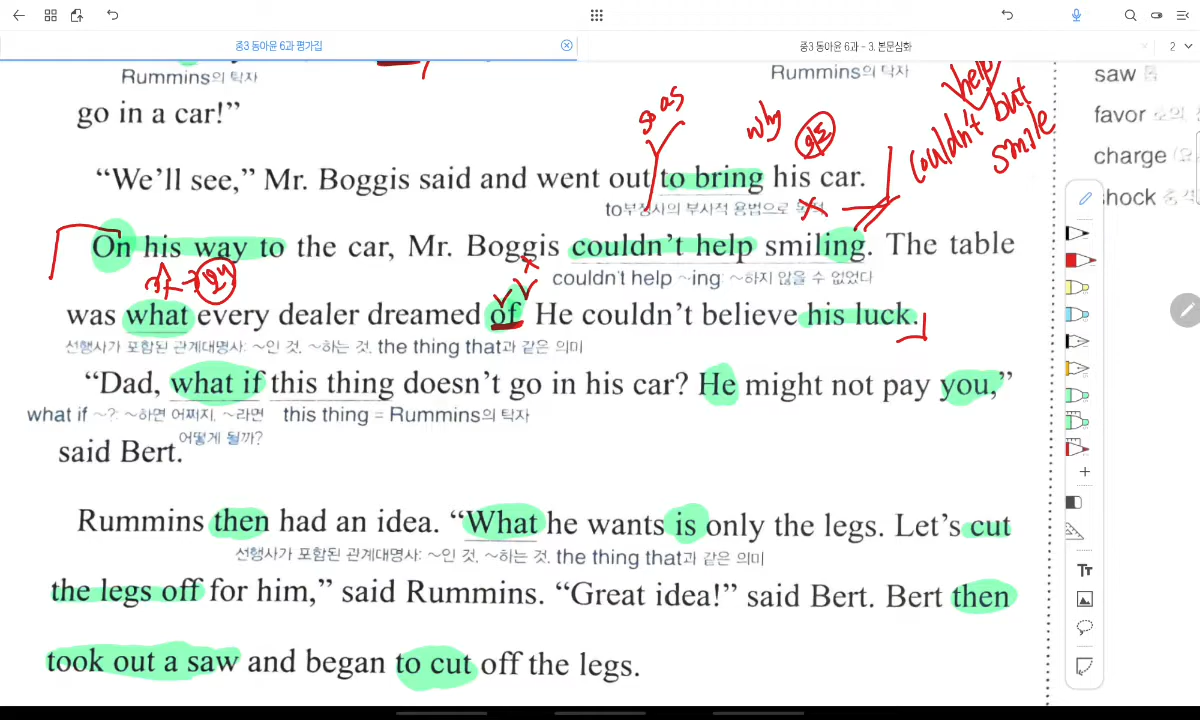 중3 동아윤 6과 평가집
중3 동아윤 6과 - 3. 본문심화
2
Rummins의 탁자
Rummins의 탁자
saw 톱
go in a car!”
help
couldn't but
smile
so as
why
favor
charge
shock
“We’ll see,” Mr. Boggis said and went out to bring his car.
to부정사의 부사적 용법으로
On his way to the car, Mr. Boggis couldn’t help smiling. The table
couldn’t help ~ing: ~하지 않을 수 없었다
was what every dealer dreamed of. He couldn’t believe his luck.
선행사가 포함된 관계대명사: ~인 것, ~하는 것, the thing that과 같은 의미
“Dad, what if this thing doesn’t go in his car? He might not pay you,”
what if ~?: ~하면 어쩌지, ~라면 어떻게 될까?
this thing = Rummins의 탁자
said Bert.
Rummins then had an idea. “What he wants is only the legs. Let’s cut
선행사가 포함된 관계대명사: ~인 것, ~하는 것, the thing that과 같은 의미
the legs off for him,” said Rummins. “Great idea!” said Bert. Bert then
took out a saw and began to cut off the legs.
Tт